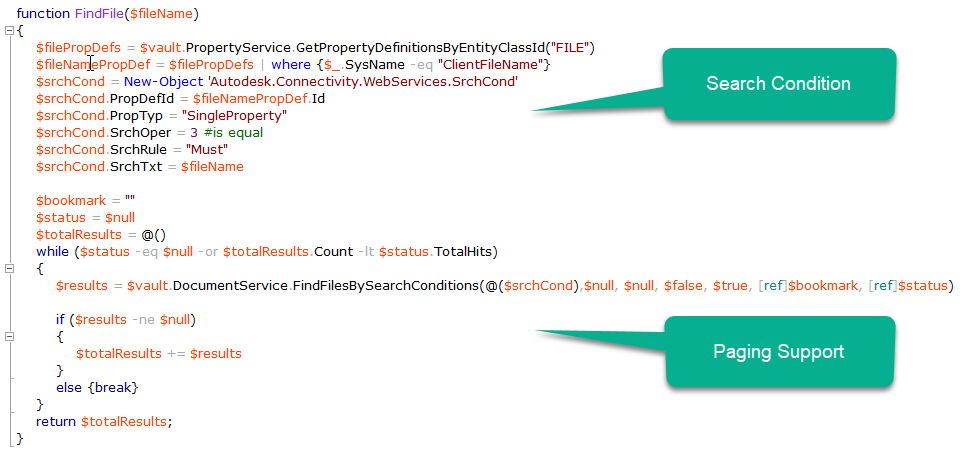 function FindFile($fileName)
{
$filePropDefs = $vault.PropertyService.GetPropertyDefinitionsByEntityClassId("FILE")
$fileNamePropDef = $filePropDefs | where {$_.SysName -eq "ClientFileName"}
$srchCond = New-Object 'Autodesk.Connectivity.WebServices.SrchCond'
$srchCond.PropDefId = $fileNamePropDef.Id
$srchCond.PropTyp = "SingleProperty"
$srchCond.SrchOper = 3 #is equal
$srchCond.SrchRule = "Must"
$srchCond.SrchTxt = $fileName
Search Condition
$bookmark = ""
$status = $null
$totalResults = @()
while ($status -eq $null -or $totalResults.Count -lt $status.TotalHits)
{
$results = $vault.DocumentService.FindFilesBySearchConditions(@($srchCond),$null, $null, $false, $true, [ref]$bookmark, [ref]$status)
if ($results -ne $null)
{
$totalResults += $results
}
else {break}
}
return $totalResults;
}
Paging Support